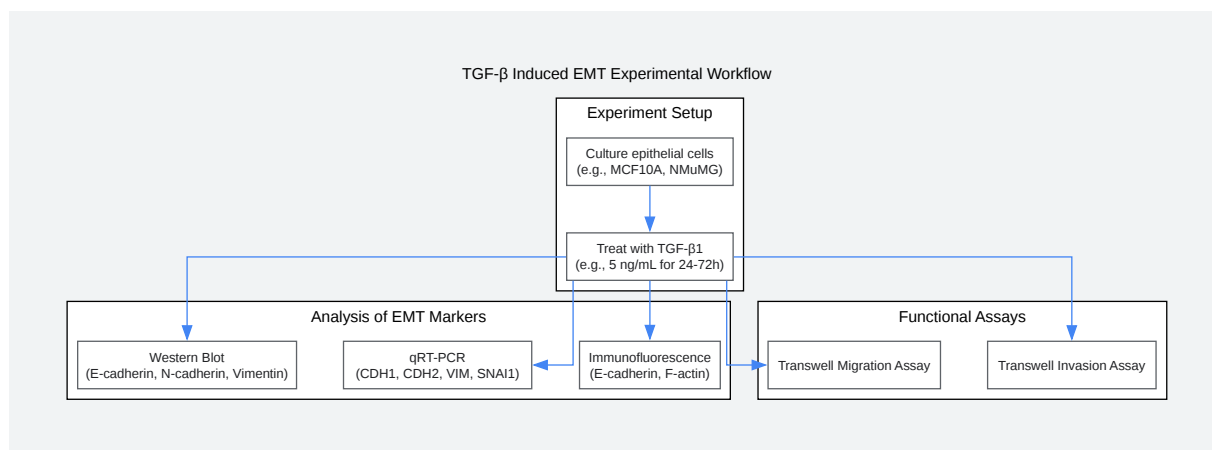 TGF-β Induced EMT Experimental Workflow
Experiment Setup
Culture epithelial cells
(e.g., MCF10A, NMuMG)
Treat with TGF-β1
(e.g., 5 ng/mL for 24-72h)
Analysis of EMT Markers
Western Blot
(E-cadherin, N-cadherin, Vimentin)
qRT-PCR
(CDH1, CDH2, VIM, SNAI1)
Immunofluorescence
(E-cadherin, F-actin)
Functional Assays
Transwell Migration Assay
Transwell Invasion Assay